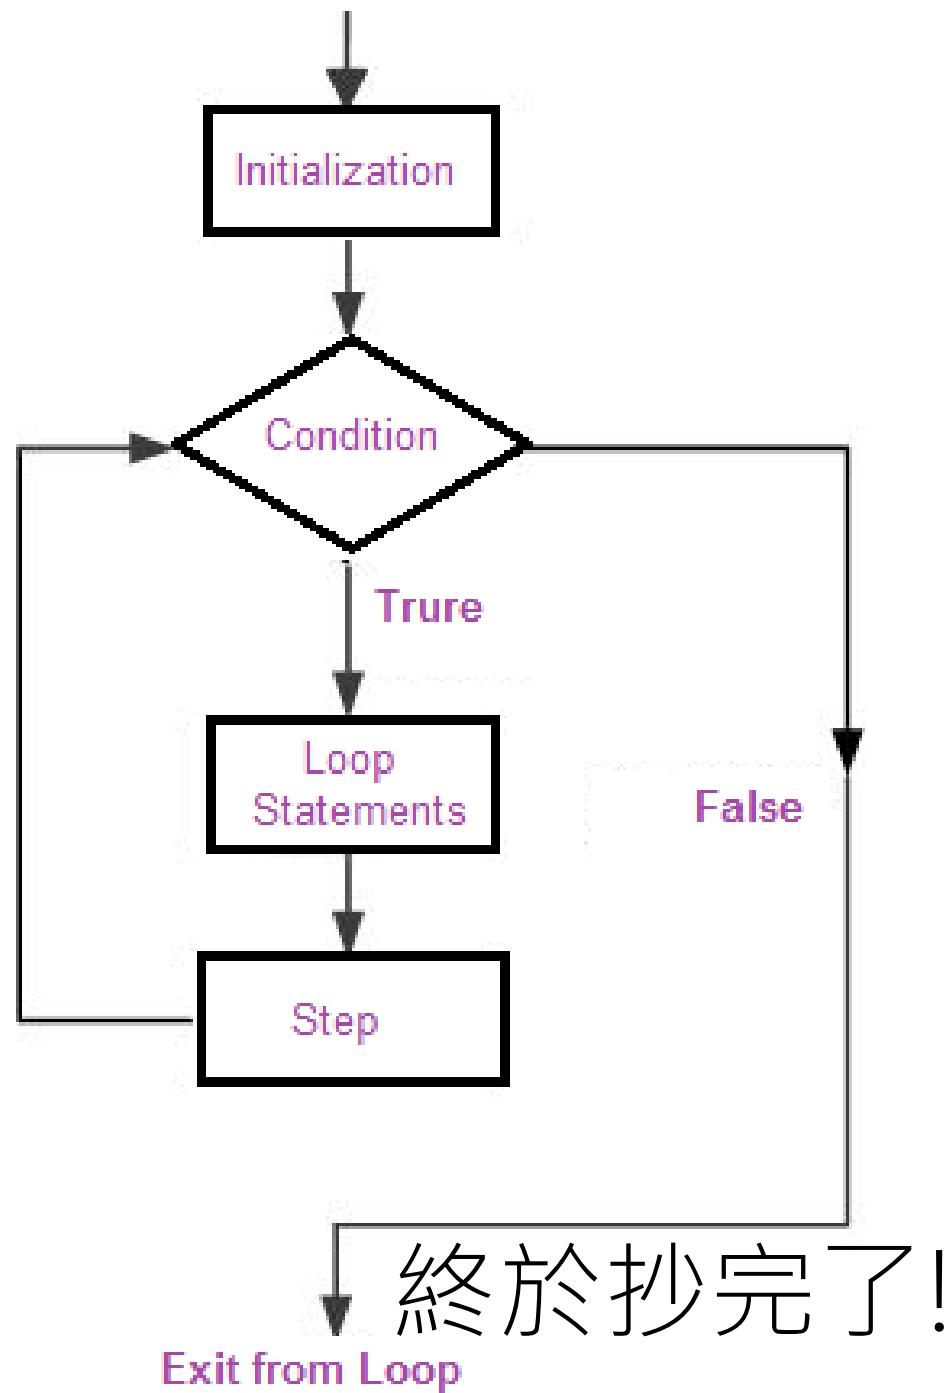 Initialization
Condition
Trure
Loop
Statements
False
Step
終於抄完了!
Exit from Loop